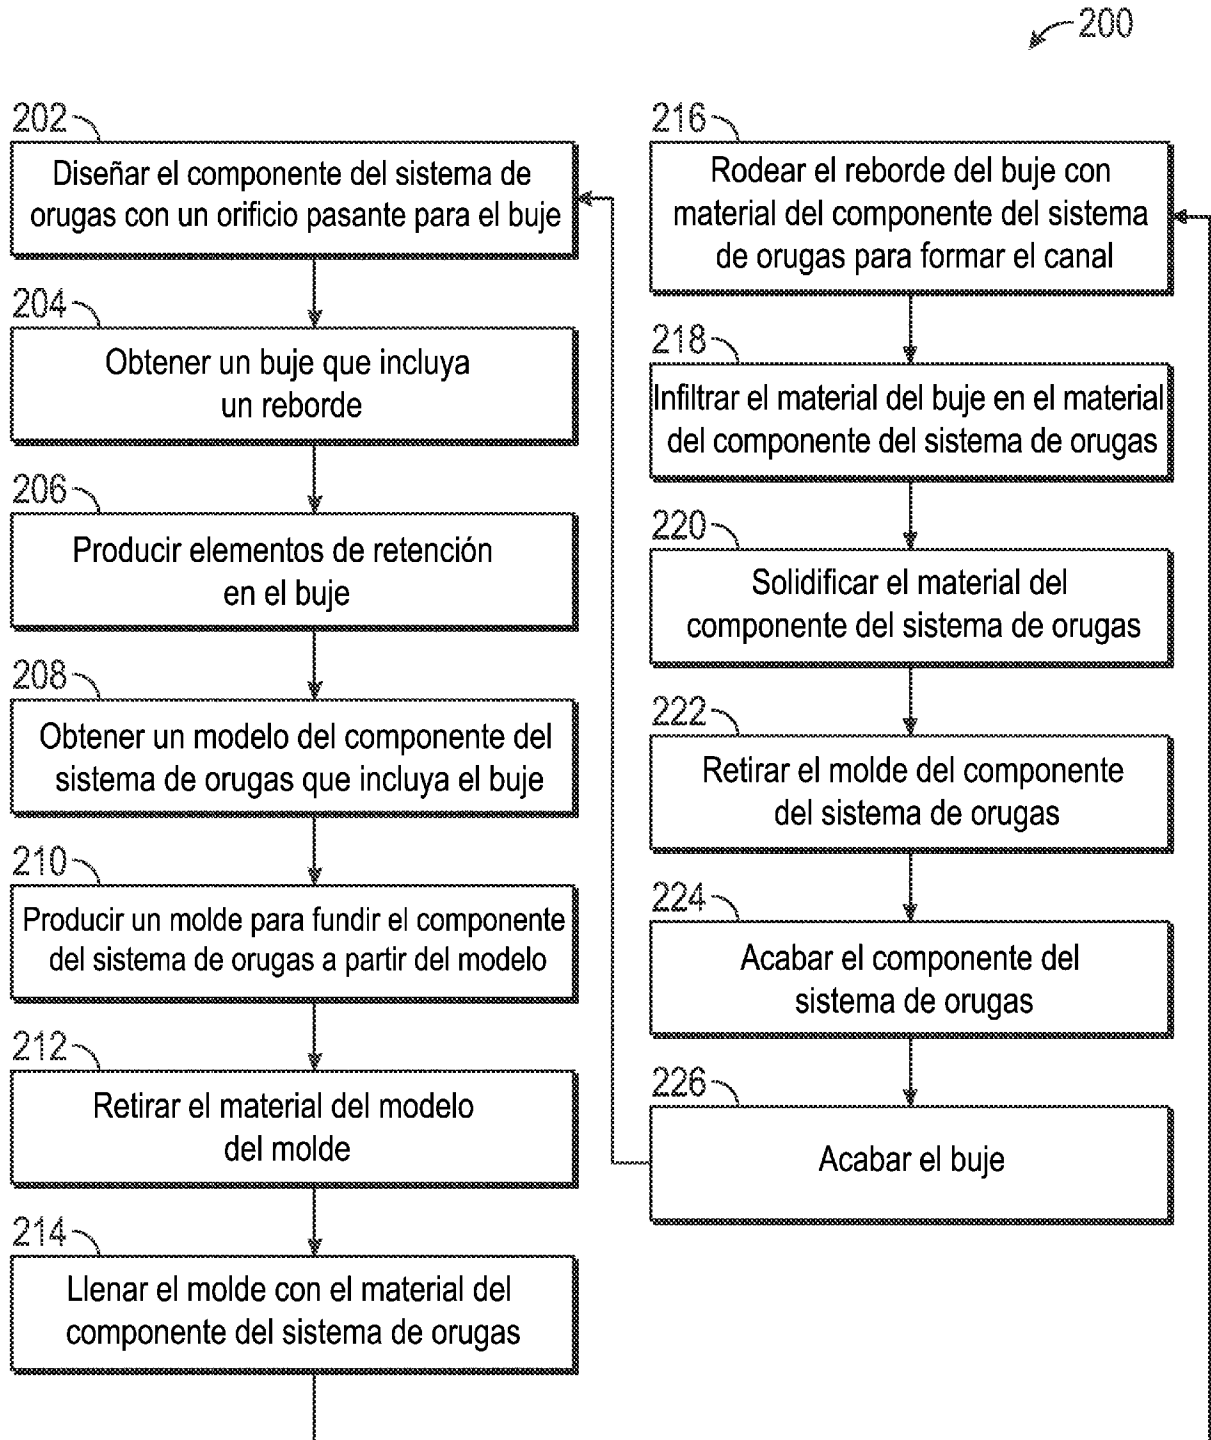 200
202
Diseñar el componente del sistema de
orugas con un orificio pasante para el buje
204
Obtener un buje que incluya
un reborde
206
Producir elementos de retención
en el buje
208
Obtener un modelo del componente del
sistema de orugas que incluya el buje
210
Producir un molde para fundir el componente
del sistema de orugas a partir del modelo
212
Retirar el material del modelo
del molde
214
Llenar el molde con el material del
componente del sistema de orugas
216
Rodear el reborde del buje con
material del componente del sistema
de orugas para formar el canal
218
Infiltrar el material del buje en el material
del componente del sistema de orugas
220
Solidificar el material del
componente del sistema de orugas
222
Retirar el molde del componente
del sistema de orugas
224
Acabar el componente del
sistema de orugas
226
Acabar el buje